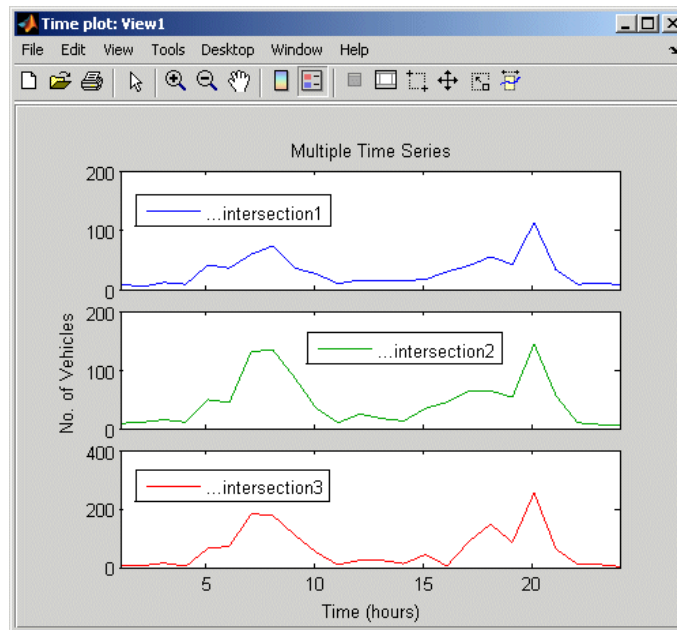 Time plot: View1
File Edit View Tools Desktop Window Help
Multiple Time Series
200
100
0
...intersection1
200
100
0
...intersection2
No. of Vehicles
400
200
0
...intersection3
5 10 15 20
Time (hours)